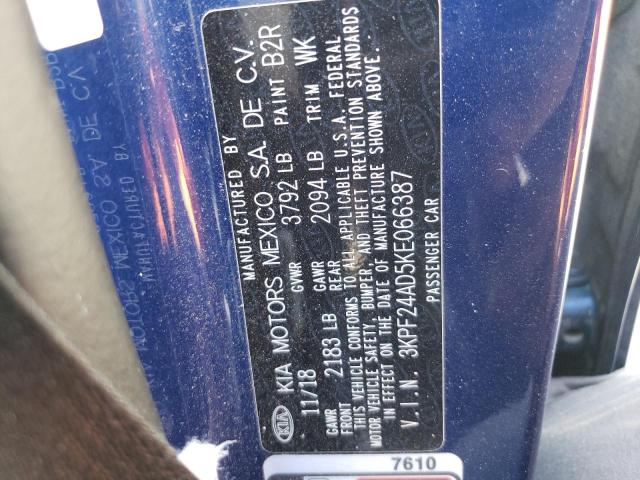 MANUFACTURED BY
KIA KIA MOTORS MEXICO S.A. DE C.V.
11/18 GVWR 3792 LB PAINT B2R
GAWR FRONT 2183 LB GAWR REAR 2094 LB TRIM WK
THIS VEHICLE CONFORMS TO ALL APPLICABLE U.S.A. FEDERAL
MOTOR VEHICLE SAFETY, BUMPER, AND THEFT PREVENTION STANDARDS
IN EFFECT ON THE DATE OF MANUFACTURE SHOWN ABOVE.
V.I.N. 3KPF24AD5KE066387
PASSENGER CAR
7610